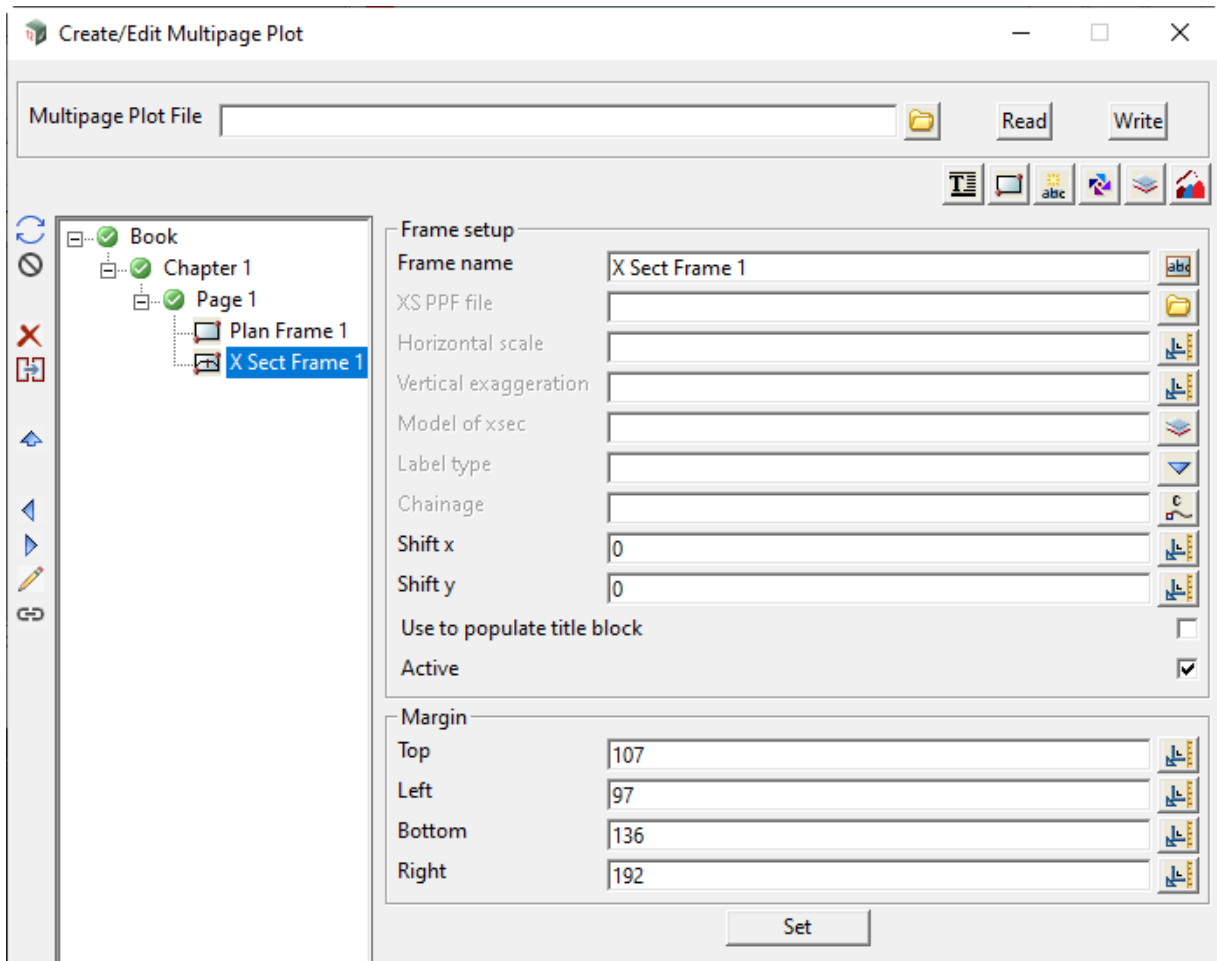 Create/Edit Multipage Plot
Multipage Plot File
Read
Write
T
abc
Book
Chapter 1
Page 1
Plan Frame 1
X Sect Frame 1
Frame setup
Frame name X Sect Frame 1
abc
XS PPF file
Horizontal scale
Vertical exaggeration
Model of xsec
Label type
Chainage
C
Shift x 0
Shift y 0
Use to populate title block
Active
Margin
Top 107
Left 97
Bottom 136
Right 192
Set